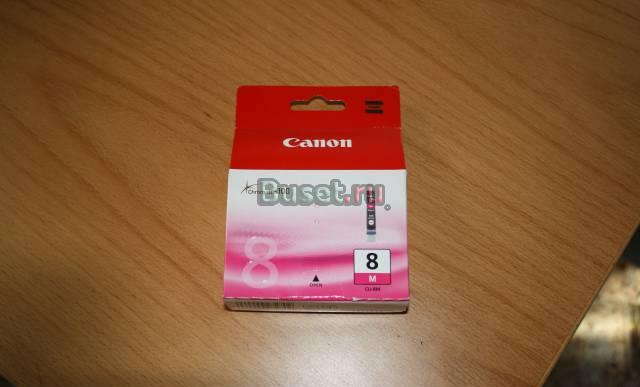 Canon
ChromaLife100
Buset.ru
8
8
M
OPEN
CLI-8M